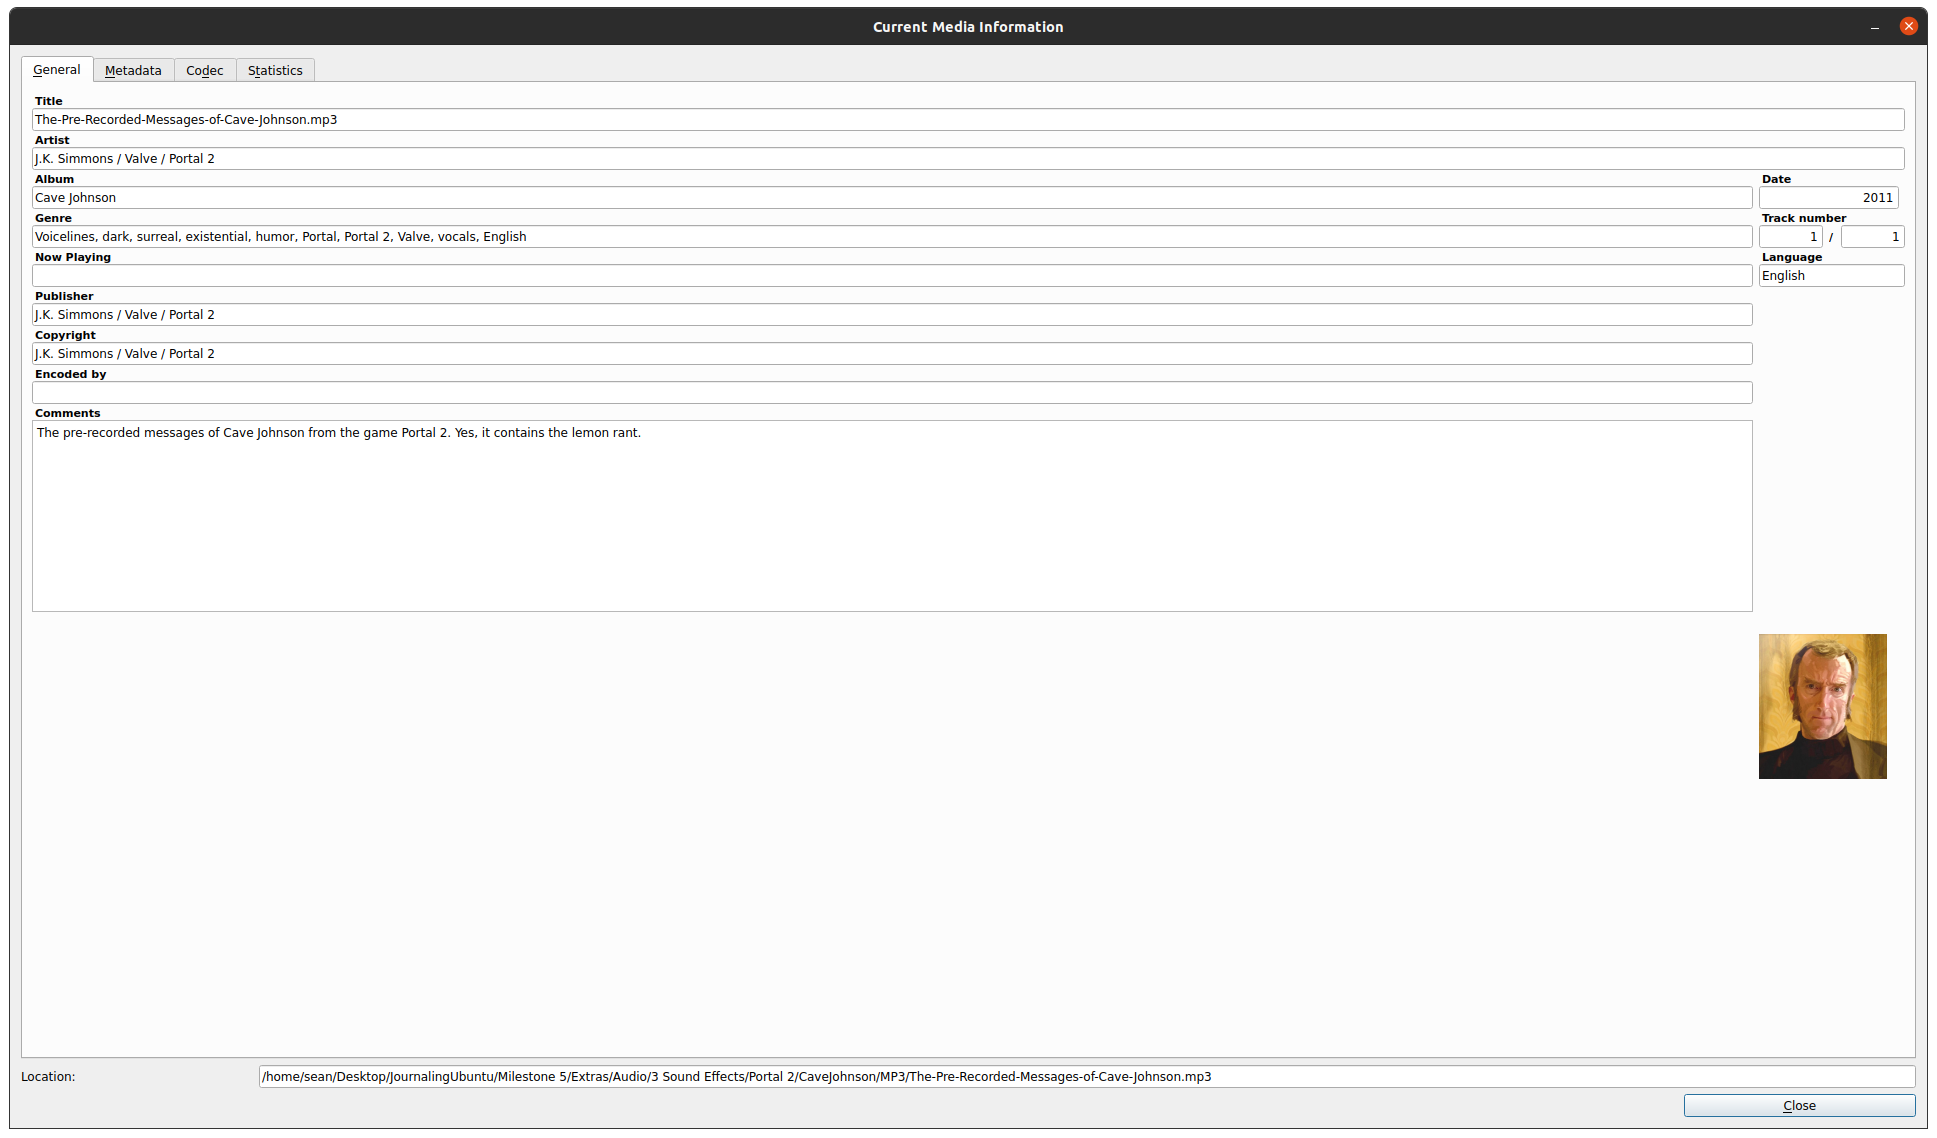 Current Media Information
General Metadata Codec Statistics
Title
The-Pre-Recorded-Messages-of-Cave-Johnson.mp3
Artist
J.K. Simmons / Valve / Portal 2
Album Date
Cave Johnson 2011
Genre Track number
Voicelines, dark, surreal, existential, humor, Portal, Portal 2, Valve, vocals, English 1 / 1
Now Playing Language
English
Publisher
J.K. Simmons / Valve / Portal 2
Copyright
J.K. Simmons / Valve / Portal 2
Encoded by
Comments
The pre-recorded messages of Cave Johnson from the game Portal 2. Yes, it contains the lemon rant.
Location: /home/sean/Desktop/JournalingUbuntu/Milestone 5/Extras/Audio/3 Sound Effects/Portal 2/CaveJohnson/MP3/The-Pre-Recorded-Messages-of-Cave-Johnson.mp3
Close